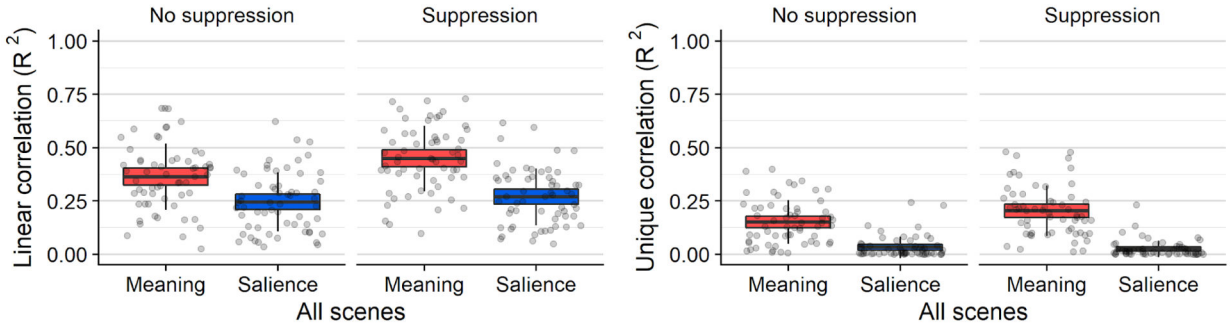 No suppression Suppression
Linear correlation (R ²)
1.00
0.75
0.50
0.25
0.00
Meaning Salience Meaning Salience
All scenes
No suppression Suppression
Unique correlation (R ²)
1.00
0.75
0.50
0.25
0.00
Meaning Salience Meaning Salience
All scenes